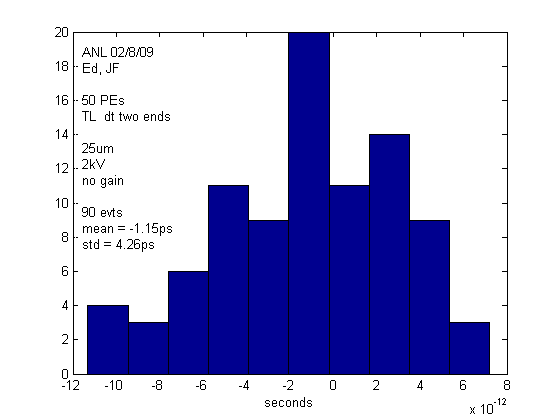 20
18
16
14
12
10
8
6
4
2
0
ANL 02/8/09
Ed, JF
50 PEs
TL dt two ends
25um
2kV
no gain
90 evts
mean = -1.15ps
std = 4.26ps
-12 -10 -8 -6 -4 -2 0 2 4 6 8
seconds
x 10^-12